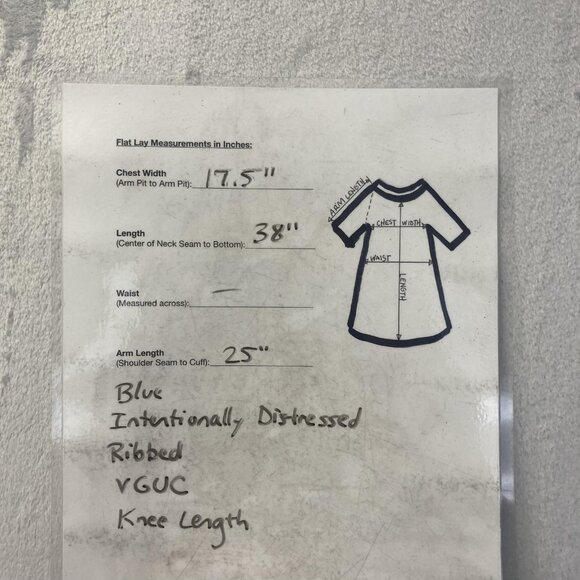 Flat Lay Measurements in Inches:
Chest Width
(Arm Pit to Arm Pit): 17.5"
Length
(Center of Neck Seam to Bottom): 38"
Waist
(Measured across): —
Arm Length
(Shoulder Seam to Cuff): 25"
Blue
Intentionally Distressed
Ribbed
VGUC
Knee Length
ARM LENGTH
CHEST WIDTH
WAIST
LENGTH